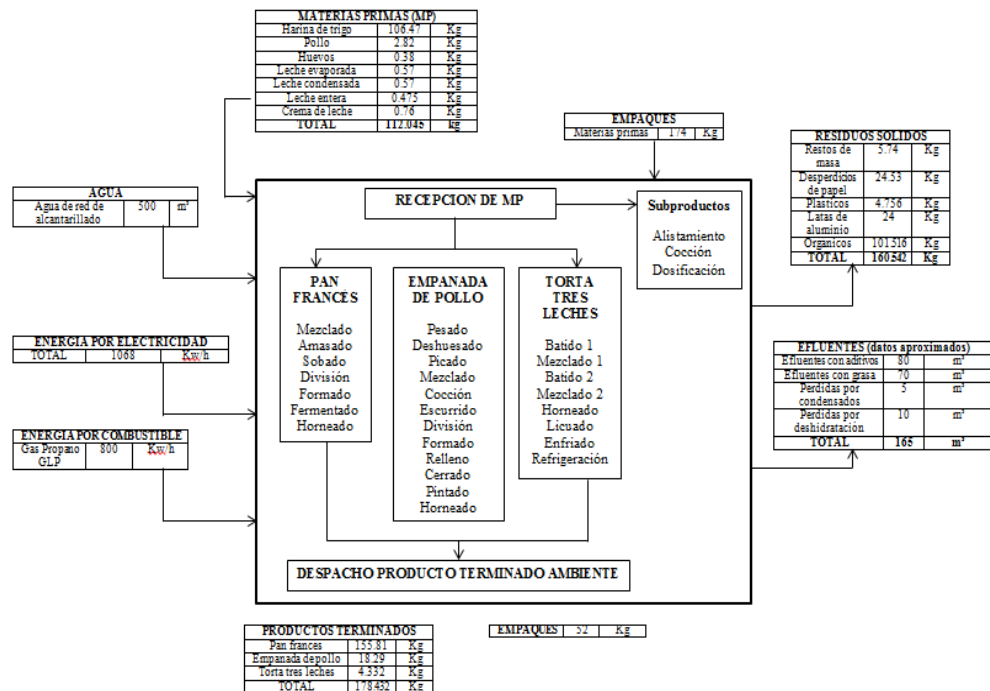 MATERIAS PRIMAS (MP)
Harina de trigo 106.47 Kg
Pollo 2.82 Kg
Huevos 0.38 Kg
Leche evaporada 0.57 Kg
Leche condensada 0.57 Kg
Leche entera 0.475 Kg
Crema de leche 0.76 Kg
TOTAL 112.045 kg
EMPAQUES
Materias primas 174 Kg
RESIDUOS SOLIDOS
Restos de
masa 5.74 Kg
Desperdicios
de papel 24.53 Kg
Plasticos 4.756 Kg
Latas de
aluminio 24 Kg
Organicos 101.516 Kg
TOTAL 160.542 Kg
AGUA
Agua de red de
alcantarillado 500 m³
ENERGIA POR ELECTRICIDAD
TOTAL 1068 Kw/h
ENERGIA POR COMBUSTIBLE
Gas Propano
GLP 800 Kw/h
RECEPCION DE MP
Subproductos
Alistamiento
Cocción
Dosificación
PAN
FRANCÉS
Mezclado
Amasado
Sobado
División
Formado
Fermentado
Horneado
EMPANADA
DE POLLO
Pesado
Deshuesado
Picado
Mezclado
Cocción
Escurrido
División
Formado
Relleno
Cerrado
Pintado
Horneado
TORTA
TRES
LECHES
Batido 1
Mezclado 1
Batido 2
Mezclado 2
Horneado
Licuado
Enfriado
Refrigeración
EFLUENTES (datos aproximados)
Efluentes con aditivos 80 m³
Efluentes con grasa 70 m³
Perdidas por
condensados 5 m³
Perdidas por
deshidratación 10 m³
TOTAL 165 m³
DESPACHO PRODUCTO TERMINADO AMBIENTE
PRODUCTOS TERMINADOS
Pan frances 155.81 Kg
Empanada de pollo 18.29 Kg
Torta tres leches 4.332 Kg
TOTAL 178.432 Kg
EMPAQUES 52 Kg